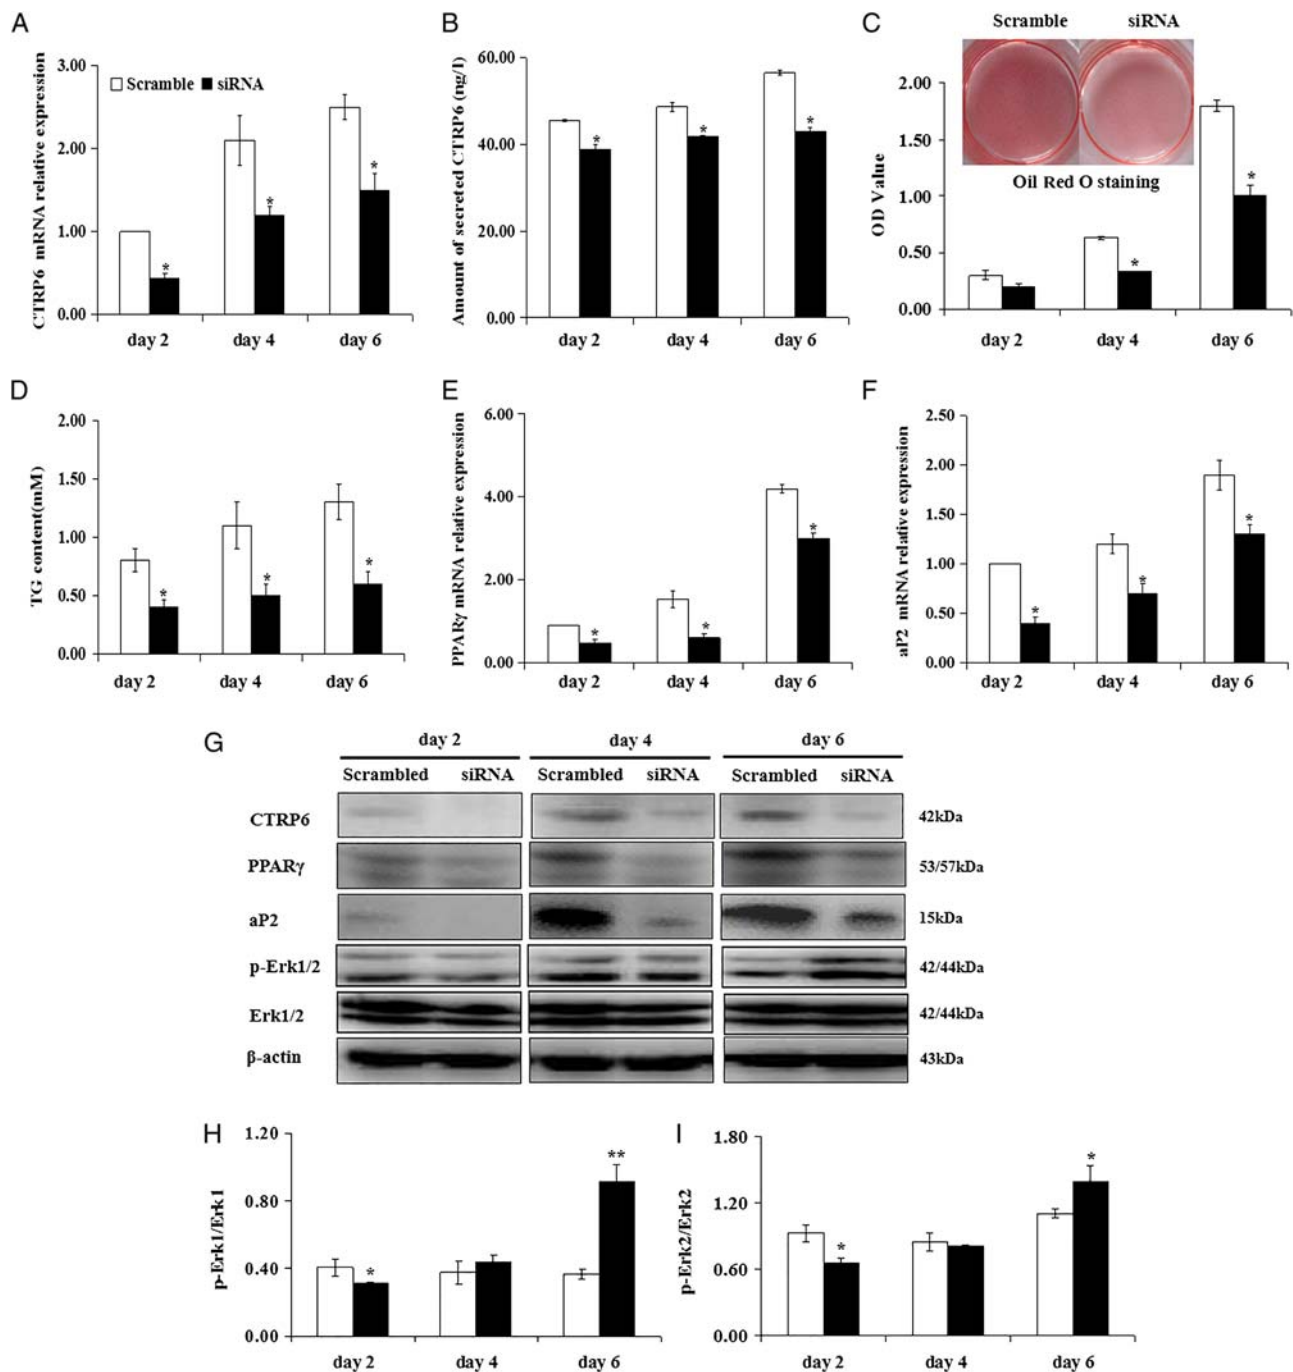 A
CTRP6 mRNA relative expression
3.00
2.00
1.00
0.00
Scramble siRNA
*
*
*
day 2 day 4 day 6
B
Amount of secreted CTRP6 (ng/l)
60.00
40.00
20.00
0.00
*
*
*
day 2 day 4 day 6
C
Scramble siRNA
OD Value
2.00
1.50
1.00
0.50
0.00
Oil Red O staining
*
*
day 2 day 4 day 6
D
TG content(mM)
2.00
1.50
1.00
0.50
0.00
*
*
*
day 2 day 4 day 6
E
PPARγ mRNA relative expression
6.00
4.00
2.00
0.00
*
*
*
day 2 day 4 day 6
F
aP2 mRNA relative expression
2.50
2.00
1.50
1.00
0.50
0.00
*
*
*
day 2 day 4 day 6
G
day 2 day 4 day 6
Scrambled siRNA Scrambled siRNA Scrambled siRNA
CTRP6 42kDa
PPARγ 53/57kDa
aP2 15kDa
p-Erk1/2 42/44kDa
Erk1/2 42/44kDa
β-actin 43kDa
H
p-Erk1/Erk1
1.20
0.80
0.40
0.00
*
**
day 2 day 4 day 6
I
p-Erk2/Erk2
1.80
1.20
0.60
0.00
*
*
day 2 day 4 day 6